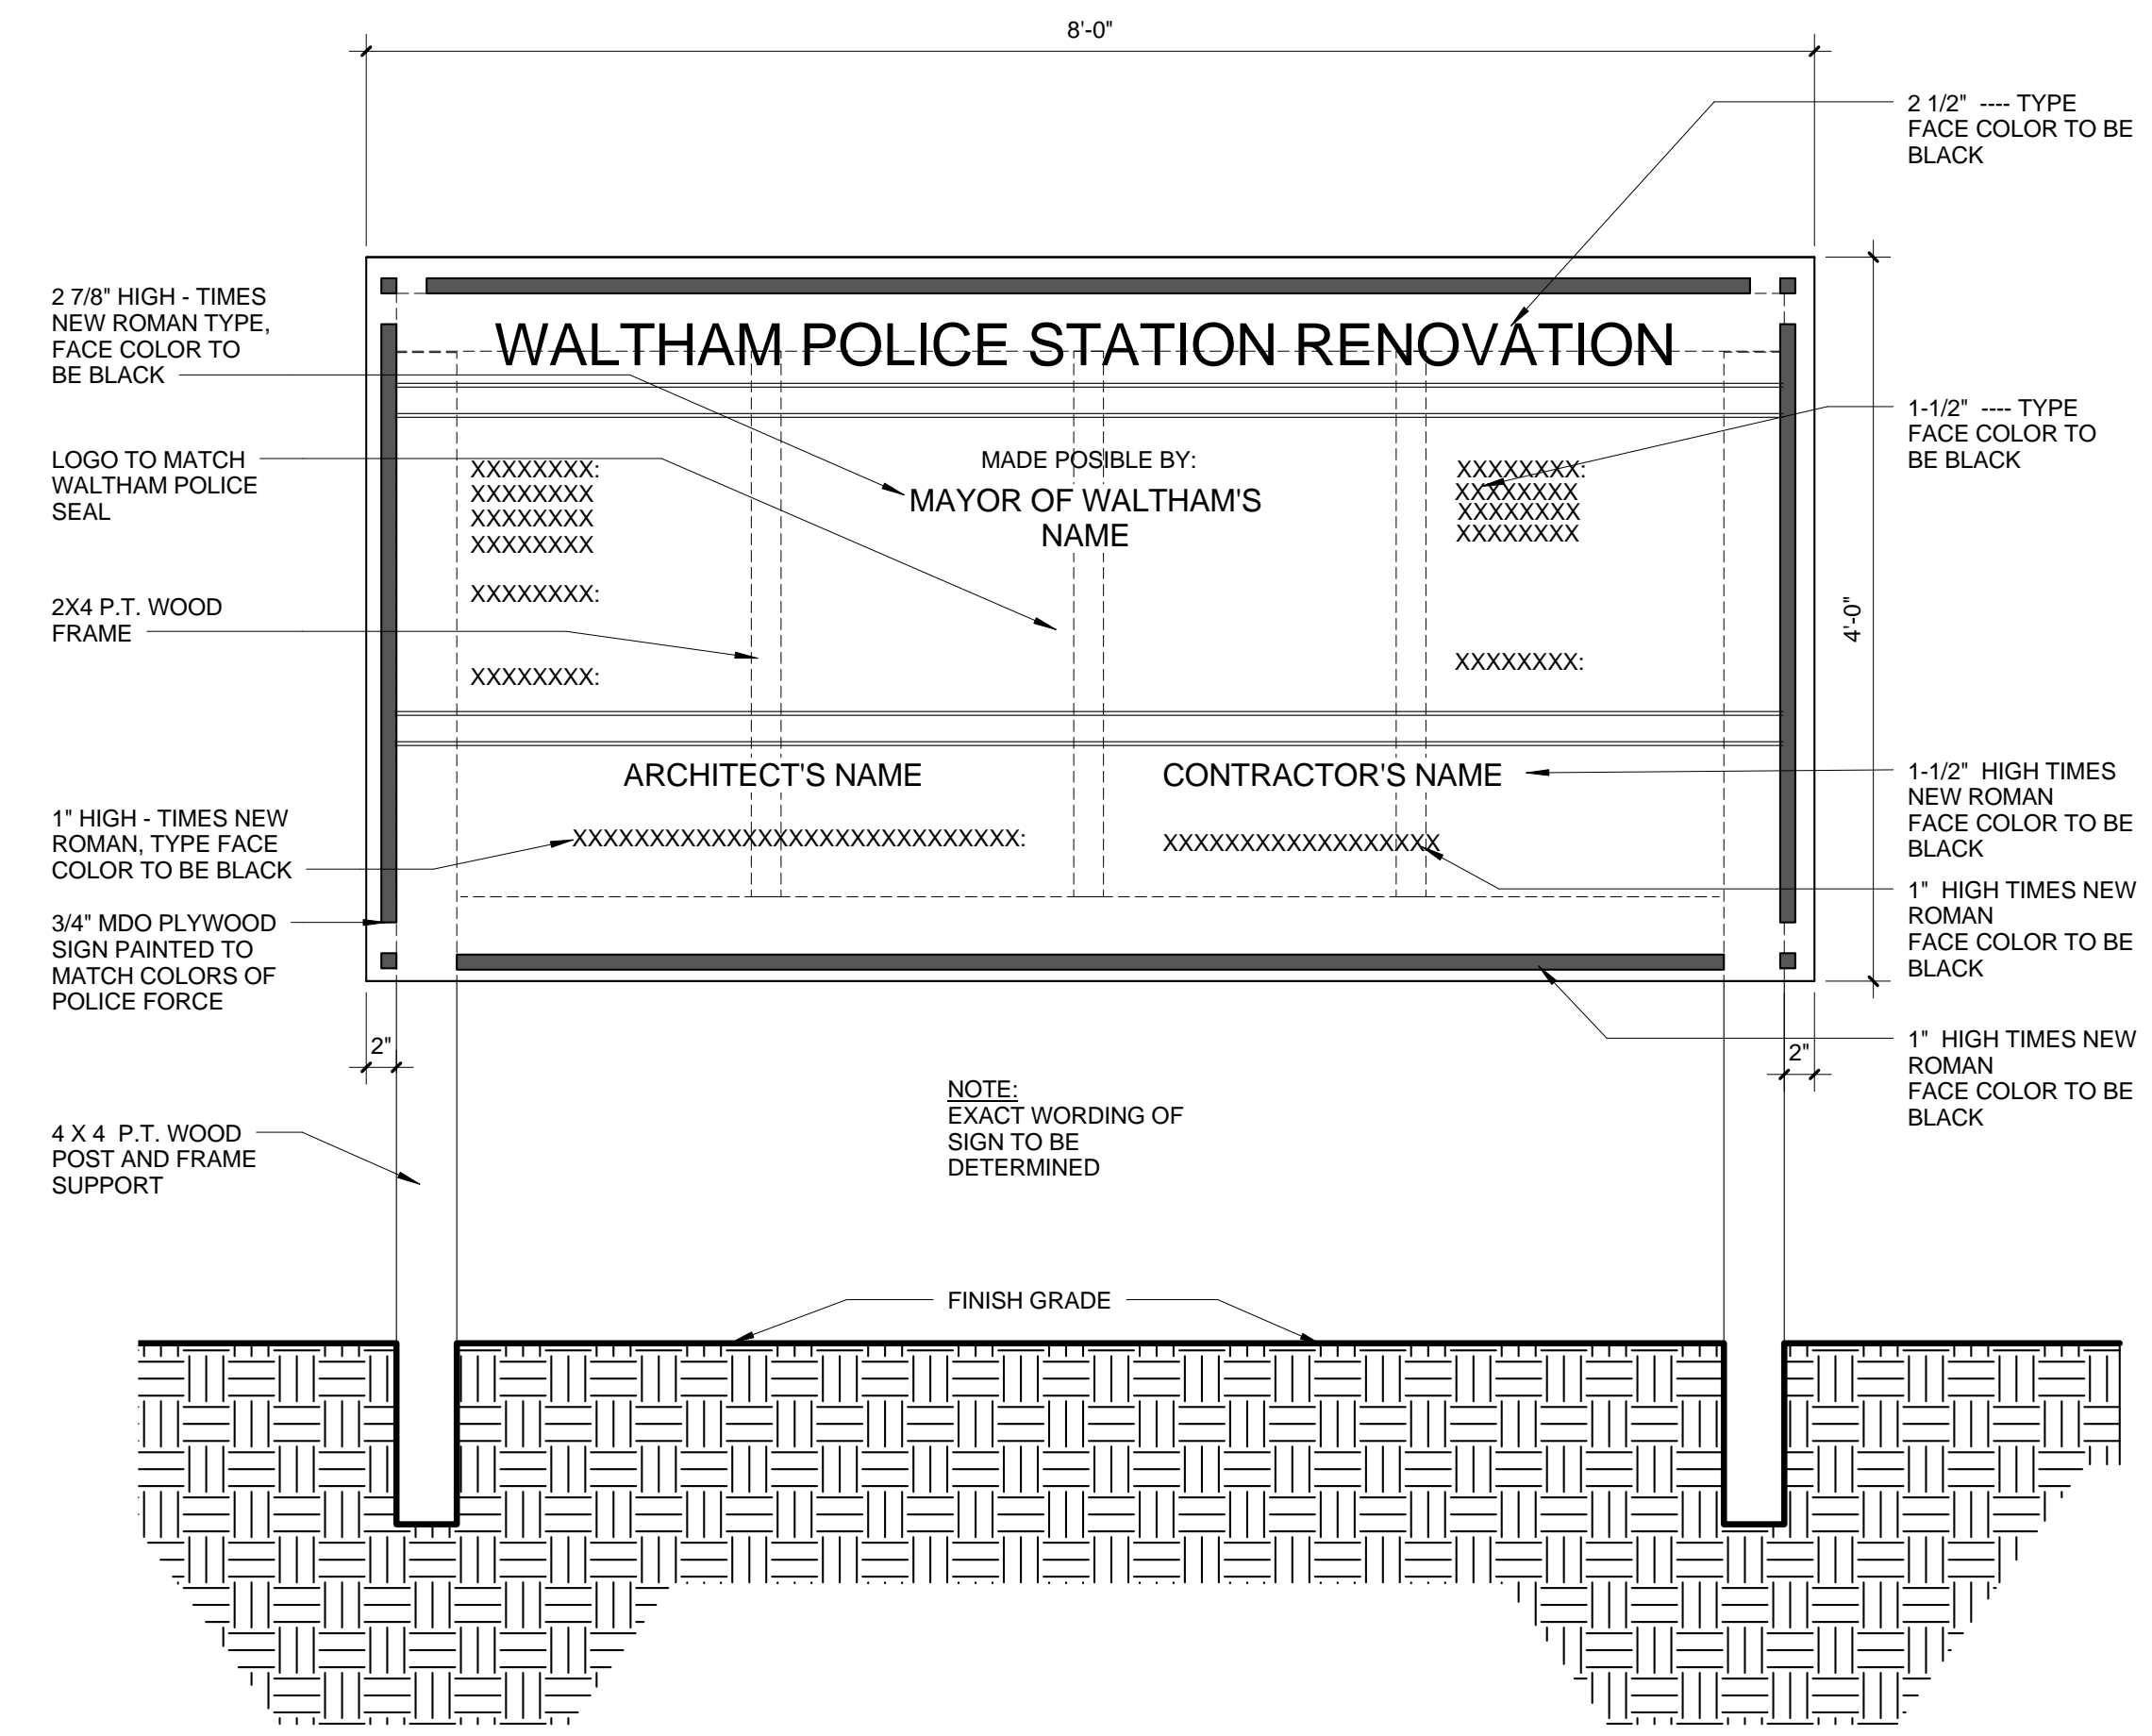 8'-0"
2 1/2"  ---- TYPE
FACE COLOR TO BE
BLACK
2 7/8" HIGH - TIMES
NEW ROMAN TYPE,
FACE COLOR TO
BE BLACK
WALTHAM POLICE STATION RENOVATION
1-1/2"  ---- TYPE
FACE COLOR TO
BE BLACK
LOGO TO MATCH
WALTHAM POLICE
SEAL
XXXXXXXX:
XXXXXXXX
XXXXXXXX
XXXXXXXX
XXXXXXXX:
XXXXXXXX:
MADE POSIBLE BY:
MAYOR OF WALTHAM'S
NAME
XXXXXXXX:
XXXXXXXX
XXXXXXXX
XXXXXXXX
XXXXXXXX:
4'-0"
2X4 P.T. WOOD
FRAME
ARCHITECT'S NAME
CONTRACTOR'S NAME
1-1/2"  HIGH TIMES
NEW ROMAN
FACE COLOR TO BE
BLACK
1" HIGH - TIMES NEW
ROMAN, TYPE FACE
COLOR TO BE BLACK
XXXXXXXXXXXXXXXXXXXXXXXXXXXXX:
XXXXXXXXXXXXXXXXXX
1"  HIGH TIMES NEW
ROMAN
FACE COLOR TO BE
BLACK
3/4" MDO PLYWOOD
SIGN PAINTED TO
MATCH COLORS OF
POLICE FORCE
2"
2"
1"  HIGH TIMES NEW
ROMAN
FACE COLOR TO BE
BLACK
NOTE:
EXACT WORDING OF
SIGN TO BE
DETERMINED
4 X 4  P.T. WOOD
POST AND FRAME
SUPPORT
FINISH GRADE